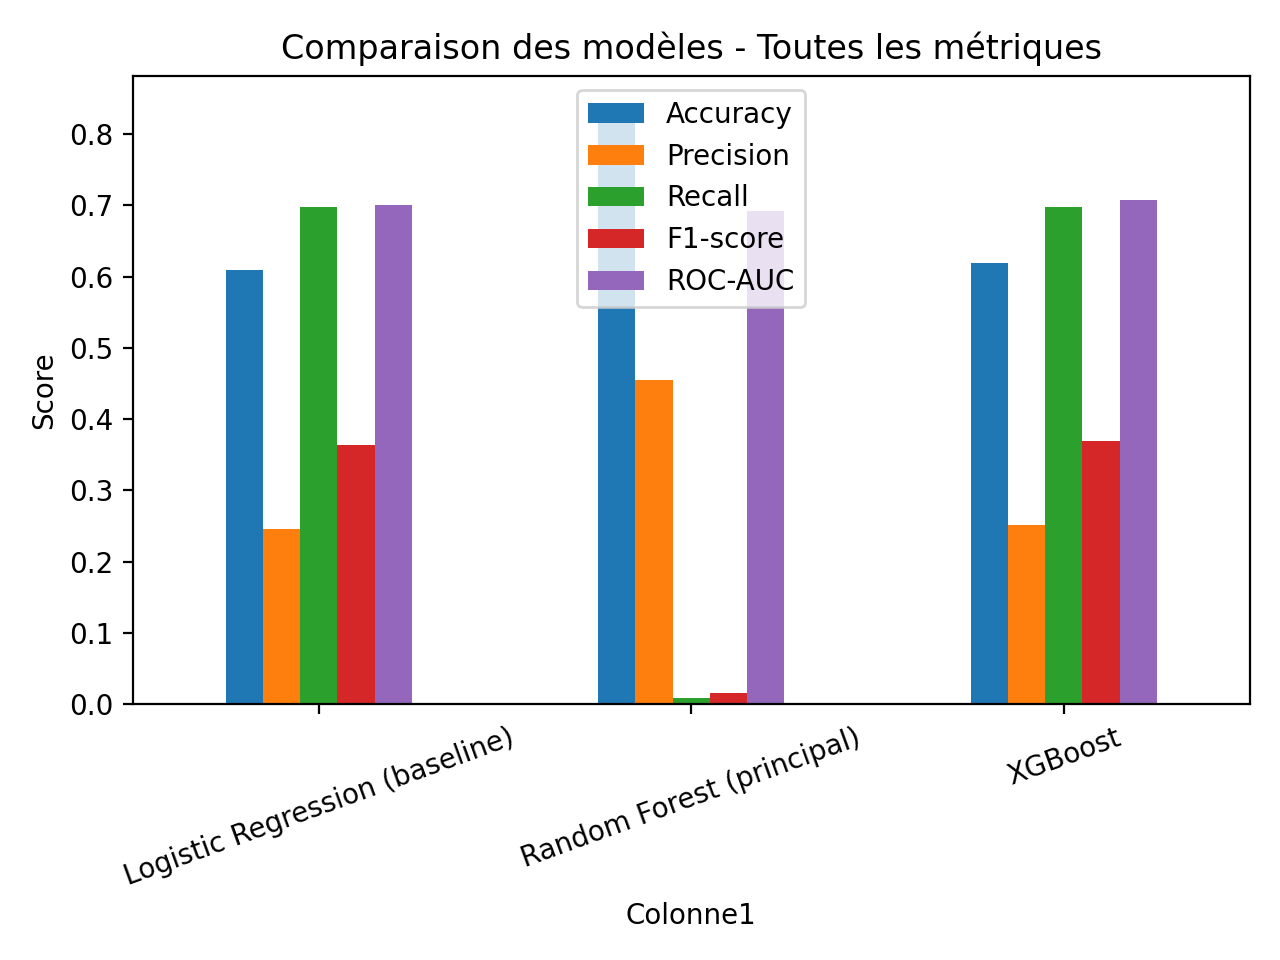 Comparaison des modèles - Toutes les métriques
Accuracy
Precision
Recall
F1-score
ROC-AUC
Score
0.8
0.7
0.6
0.5
0.4
0.3
0.2
0.1
0.0
Logistic Regression (baseline)
Random Forest (principal)
XGBoost
Colonne1